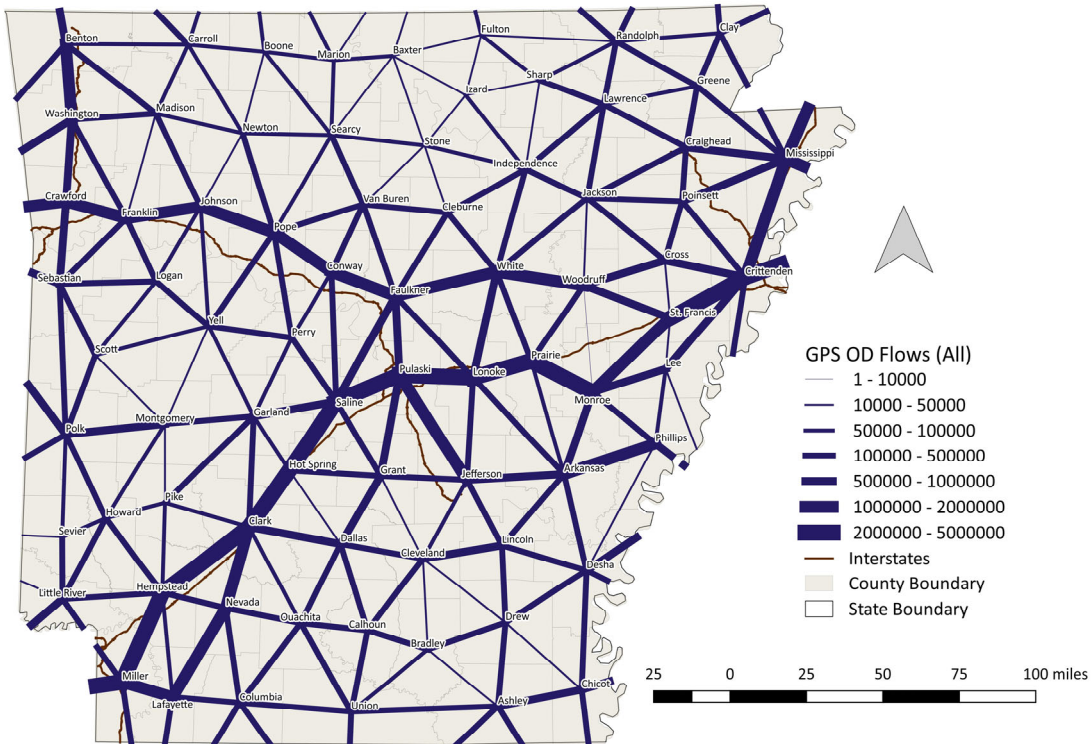 Benton
Carroll
Boone
Marion
Baxter
Fulton
Randolph
Clay
Sharp
Izard
Greene
Lawrence
Washington
Madison
Newton
Searcy
Stone
Independence
Craighead
Mississippi
Crawford
Franklin
Johnson
Van Buren
Cleburne
Jackson
Poinsett
Pope
Sebastian
Logan
Conway
Faulkner
White
Woodruff
Cross
Crittenden
St. Francis
Scott
Yell
Perry
Pulaski
Lonoke
Prairie
Lee
Monroe
Saline
Polk
Montgomery
Garland
Hot Spring
Grant
Jefferson
Arkansas
Phillips
Sevier
Howard
Pike
Clark
Dallas
Cleveland
Lincoln
Desha
Little River
Hempstead
Nevada
Ouachita
Calhoun
Bradley
Drew
Miller
Lafayette
Columbia
Union
Ashley
Chicot
GPS OD Flows (All)
1 - 10000
10000 - 50000
50000 - 100000
100000 - 500000
500000 - 1000000
1000000 - 2000000
2000000 - 5000000
Interstates
County Boundary
State Boundary
25 0 25 50 75 100 miles